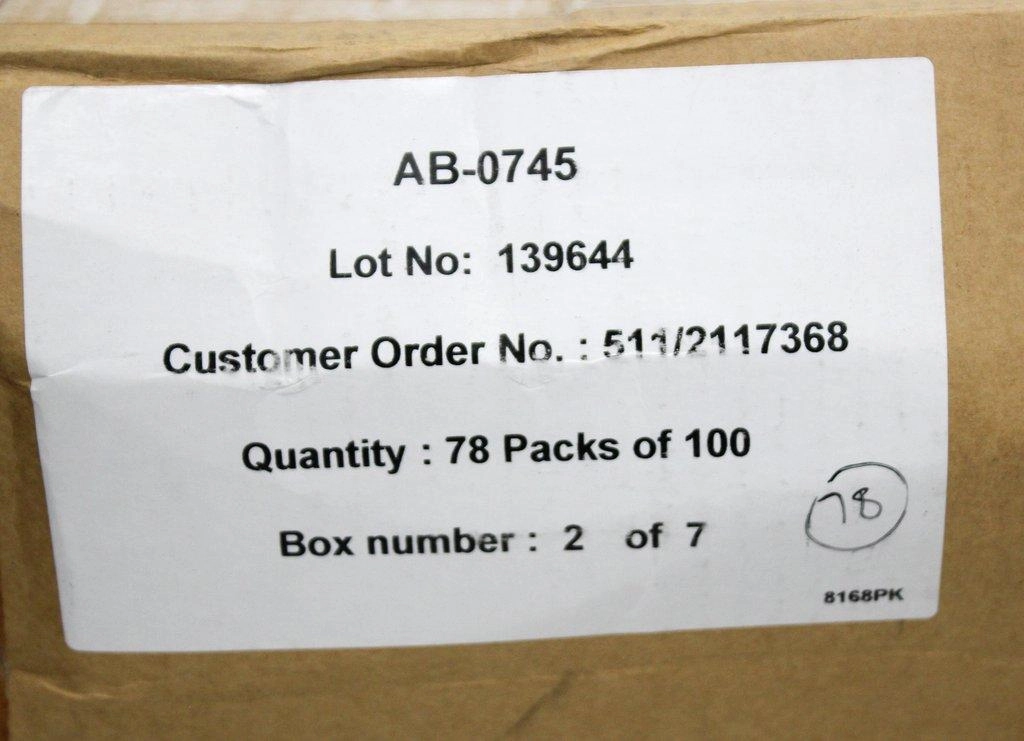 AB-0745
Lot No: 139644
Customer Order No. : 511/2117368
Quantity : 78 Packs of 100
78
Box number : 2 of 7
8168PK